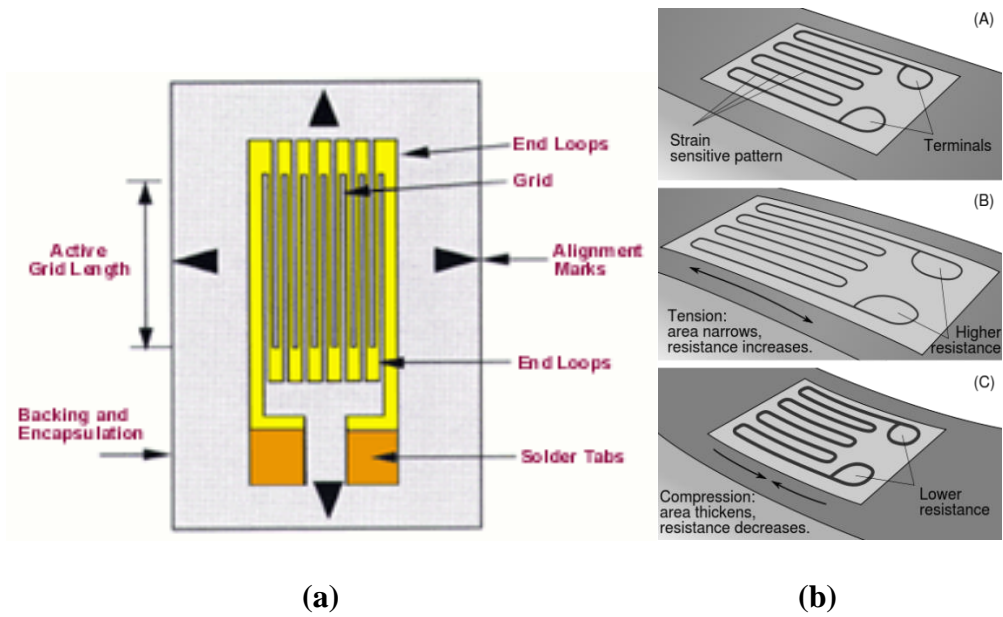 End Loops
Grid
Active
Grid Length
Alignment
Marks
End Loops
Backing and
Encapsulation
Solder Tabs
(a)
(A)
Strain
sensitive pattern
Terminals
(B)
Tension:
area narrows,
resistance increases.
Higher
resistance
(C)
Compression:
area thickens,
resistance decreases.
Lower
resistance
(b)